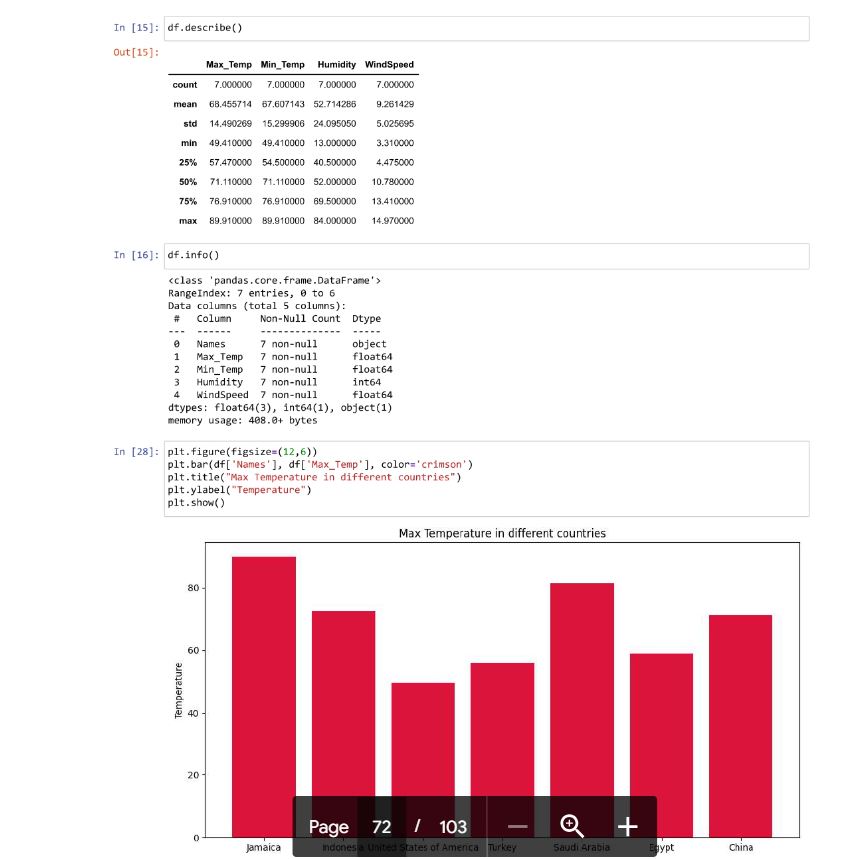 In [15]: df.describe()
Out[15]:
Max_Temp Min_Temp Humidity WindSpeed
count 7.000000 7.000000 7.000000 7.000000
mean 68.455714 67.607143 52.714286 9.261429
std 14.490269 15.299906 24.095050 5.025695
min 49.410000 49.410000 13.000000 3.310000
25% 57.470000 54.500000 40.500000 4.475000
50% 71.110000 71.110000 52.000000 10.780000
75% 76.910000 76.910000 69.500000 13.410000
max 89.910000 89.910000 84.000000 14.970000
In [16]: df.info()
<class 'pandas.core.frame.DataFrame'>
RangeIndex: 7 entries, 0 to 6
Data columns (total 5 columns):
# Column Non-Null Count Dtype
--- ------ -------------- -----
0 Names 7 non-null object
1 Max_Temp 7 non-null float64
2 Min_Temp 7 non-null float64
3 Humidity 7 non-null int64
4 WindSpeed 7 non-null float64
dtypes: float64(3), int64(1), object(1)
memory usage: 408.0+ bytes
In [28]: plt.figure(figsize=(12,6))
plt.bar(df['Names'], df['Max_Temp'], color='crimson')
plt.title("Max Temperature in different countries")
plt.ylabel("Temperature")
plt.show()
Max Temperature in different countries
80
60
Temperature
40
20
0
Page 72 / 103
Jamaica Indonesia United States of America Turkey Saudi Arabia Egypt China